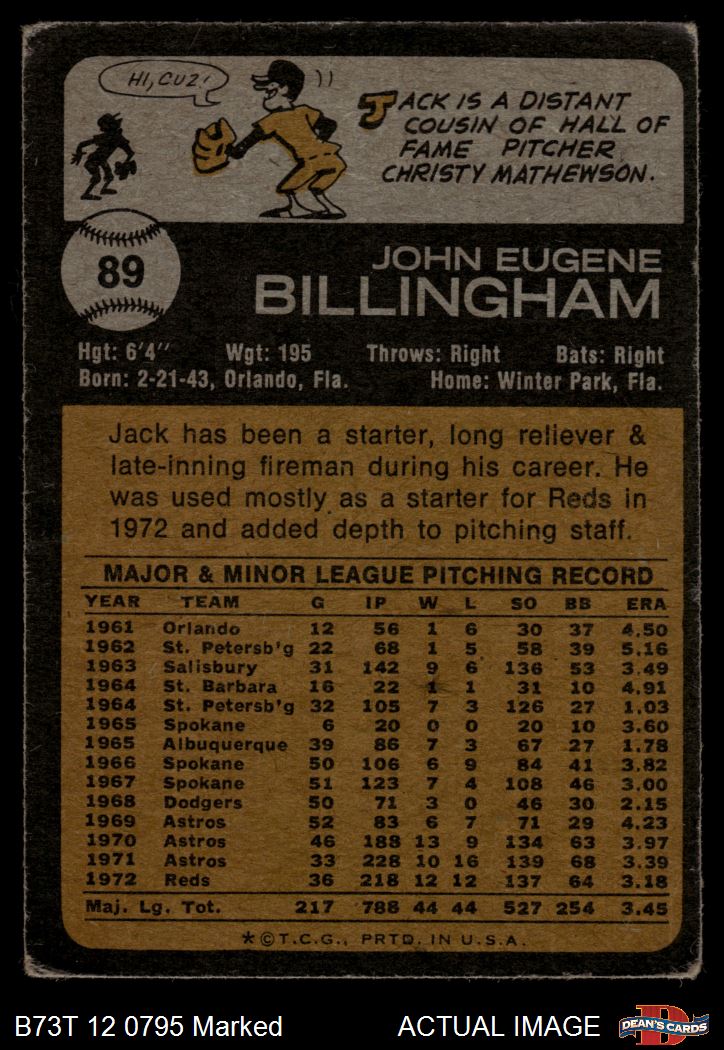 HI, CUZ!
JACK IS A DISTANT
COUSIN OF HALL OF
FAME PITCHER
CHRISTY MATHEWSON.
89
JOHN EUGENE
BILLINGHAM
Hgt: 6'4" Wgt: 195 Throws: Right Bats: Right
Born: 2-21-43, Orlando, Fla. Home: Winter Park, Fla.
Jack has been a starter, long reliever &
late-inning fireman during his career. He
was used mostly as a starter for Reds in
1972 and added depth to pitching staff.
MAJOR & MINOR LEAGUE PITCHING RECORD
YEAR TEAM G IP W L SO BB ERA
1961 Orlando 12 56 1 6 30 37 4.50
1962 St. Petersb'g 22 68 1 5 58 39 5.16
1963 Salisbury 31 142 9 6 136 53 3.49
1964 St. Barbara 16 22 1 1 31 10 4.91
1964 St. Petersb'g 32 105 7 3 126 27 1.03
1965 Spokane 6 20 0 0 20 10 3.60
1965 Albuquerque 39 86 7 3 67 27 1.78
1966 Spokane 50 106 6 9 84 41 3.82
1967 Spokane 51 123 7 4 108 46 3.00
1968 Dodgers 50 71 3 0 46 30 2.15
1969 Astros 52 83 6 7 71 29 4.23
1970 Astros 46 188 13 9 134 63 3.97
1971 Astros 33 228 10 16 139 68 3.39
1972 Reds 36 218 12 12 137 64 3.18
Maj. Lg. Tot. 217 788 44 44 527 254 3.45
*©T.C.G., PRTD. IN U.S.A.
B73T 12 0795 Marked ACTUAL IMAGE DEAN'S CARDS